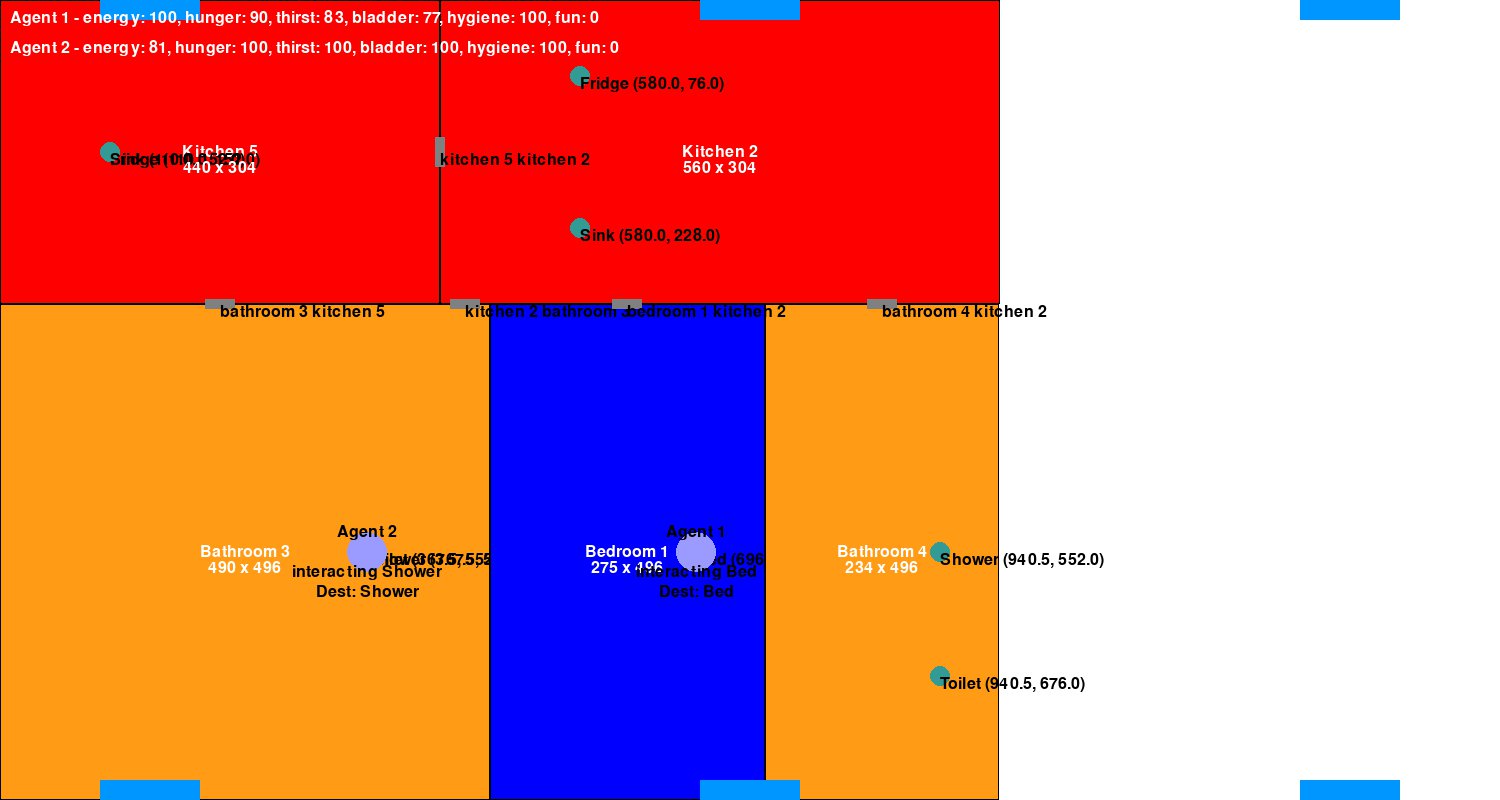 Agent 1 - energy: 100, hunger: 90, thirst: 83, bladder: 77, hygiene: 100, fun: 0
Agent 2 - energy: 81, hunger: 100, thirst: 100, bladder: 100, hygiene: 100, fun: 0
Fridge (580.0, 76.0)
Kitchen 5
440 x 304
kitchen 5 kitchen 2
Kitchen 2
560 x 304
Sink (580.0, 228.0)
bathroom 3 kitchen 5
kitchen 2 bathroom 3
bedroom 1 kitchen 2
bathroom 4 kitchen 2
Agent 2
Bathroom 3
490 x 496
interacting Shower
Dest: Shower
Agent 1
Bedroom 1
275 x 496
interacting Bed
Dest: Bed
Bathroom 4
234 x 496
Shower (940.5, 552.0)
Toilet (940.5, 676.0)